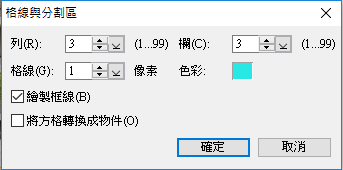 格線與分割區
列(R): 3 (1...99) 欄(C): 3 (1...99)
格線(G): 1 像素 色彩:
繪製框線(B)
將方格轉換成物件(O)
確定 取消